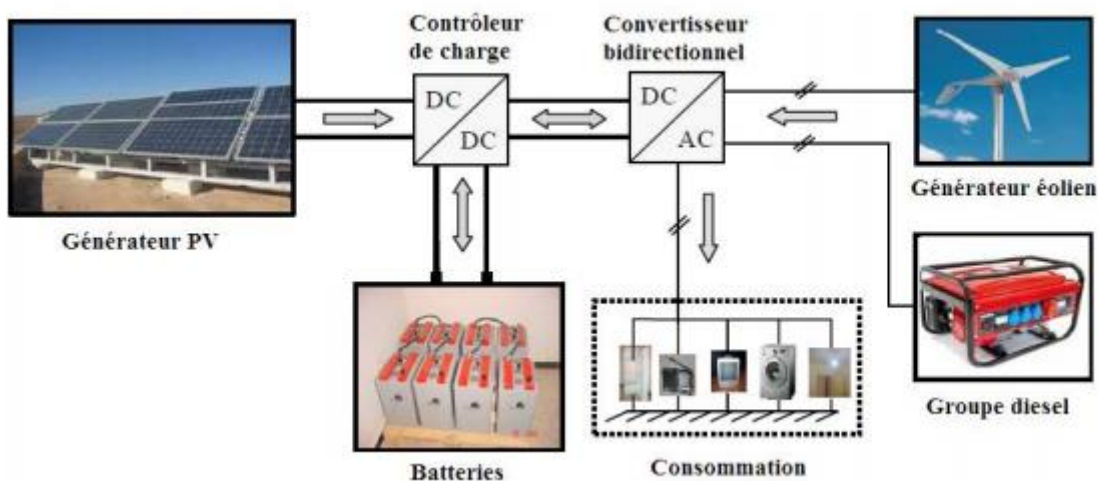 Contrôleur
de charge
Convertisseur
bidirectionnel
DC
DC
DC
AC
Générateur PV
Générateur éolien
Batteries
Consommation
Groupe diesel